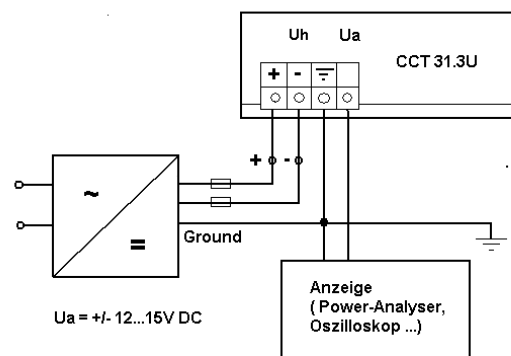 Uh Ua
CCT 31.3U
+ -
+ -
~
=
Ground
Ua = +/- 12...15V DC
Anzeige
( Power-Analyser,
Oszilloskop ...)